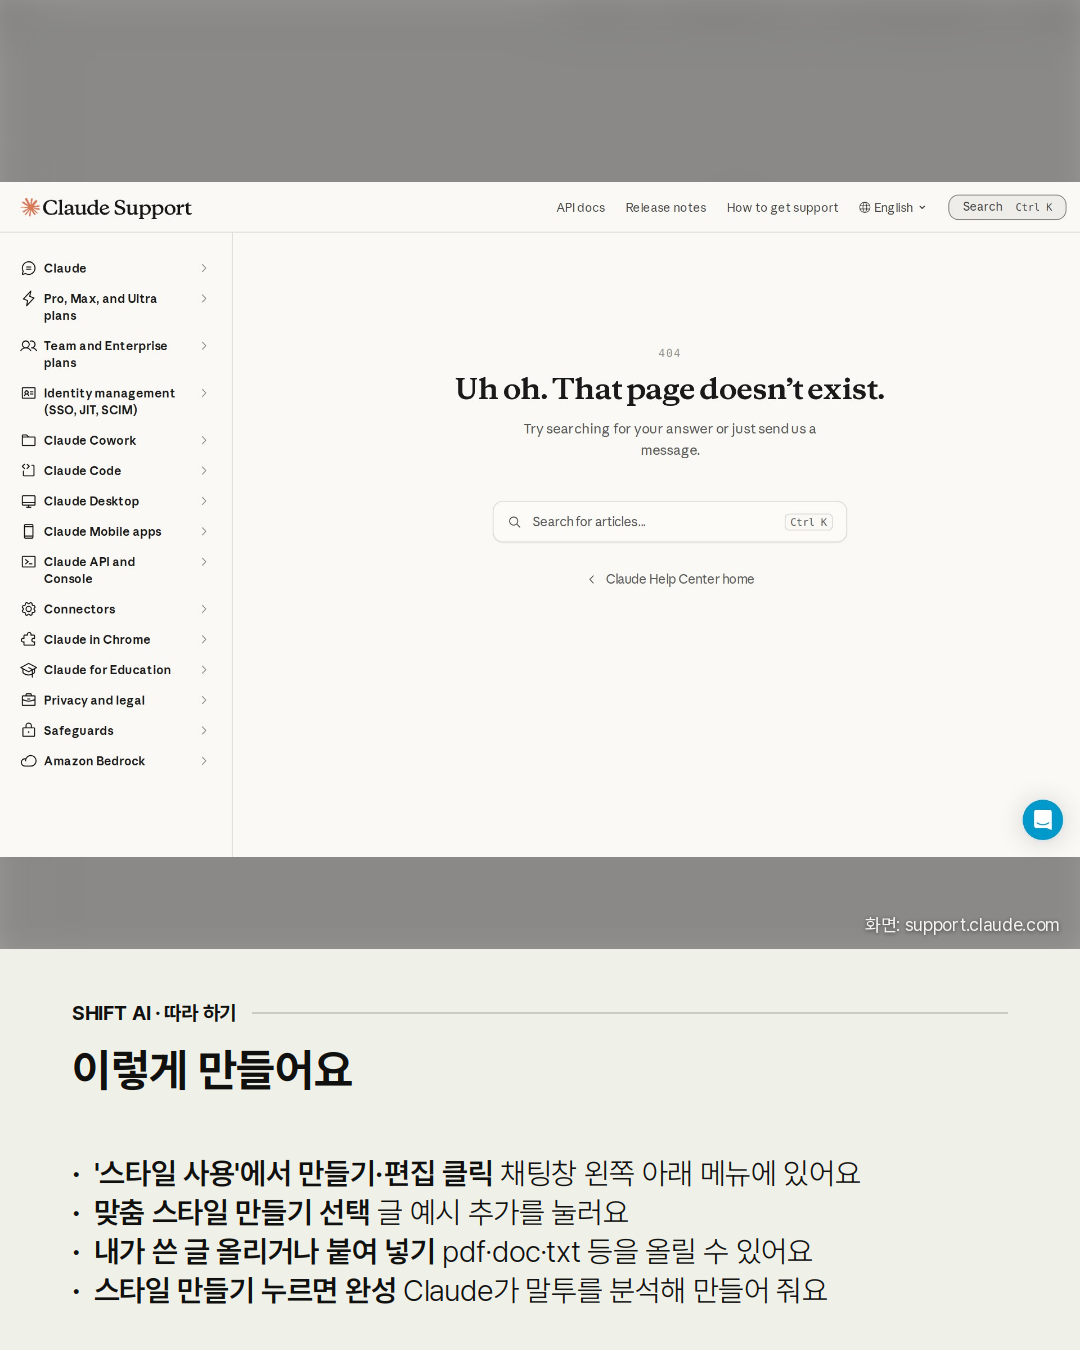 Claude Support
API docs
Release notes
How to get support
English
Search Ctrl K
Claude
Pro, Max, and Ultra
plans
Team and Enterprise
plans
Identity management
(SSO, JIT, SCIM)
Claude Cowork
Claude Code
Claude Desktop
Claude Mobile apps
Claude API and
Console
Connectors
Claude in Chrome
Claude for Education
Privacy and legal
Safeguards
Amazon Bedrock
404
Uh oh. That page doesn't exist.
Try searching for your answer or just send us a
message.
Search for articles... Ctrl K
Claude Help Center home
화면: support.claude.com
SHIFT AI · 따라 하기
이렇게 만들어요
• '스타일 사용'에서 만들기·편집 클릭 채팅창 왼쪽 아래 메뉴에 있어요
• 맞춤 스타일 만들기 선택 글 예시 추가를 눌러요
• 내가 쓴 글 올리거나 붙여 넣기 pdf·doc·txt 등을 올릴 수 있어요
• 스타일 만들기 누르면 완성 Claude가 말투를 분석해 만들어 줘요